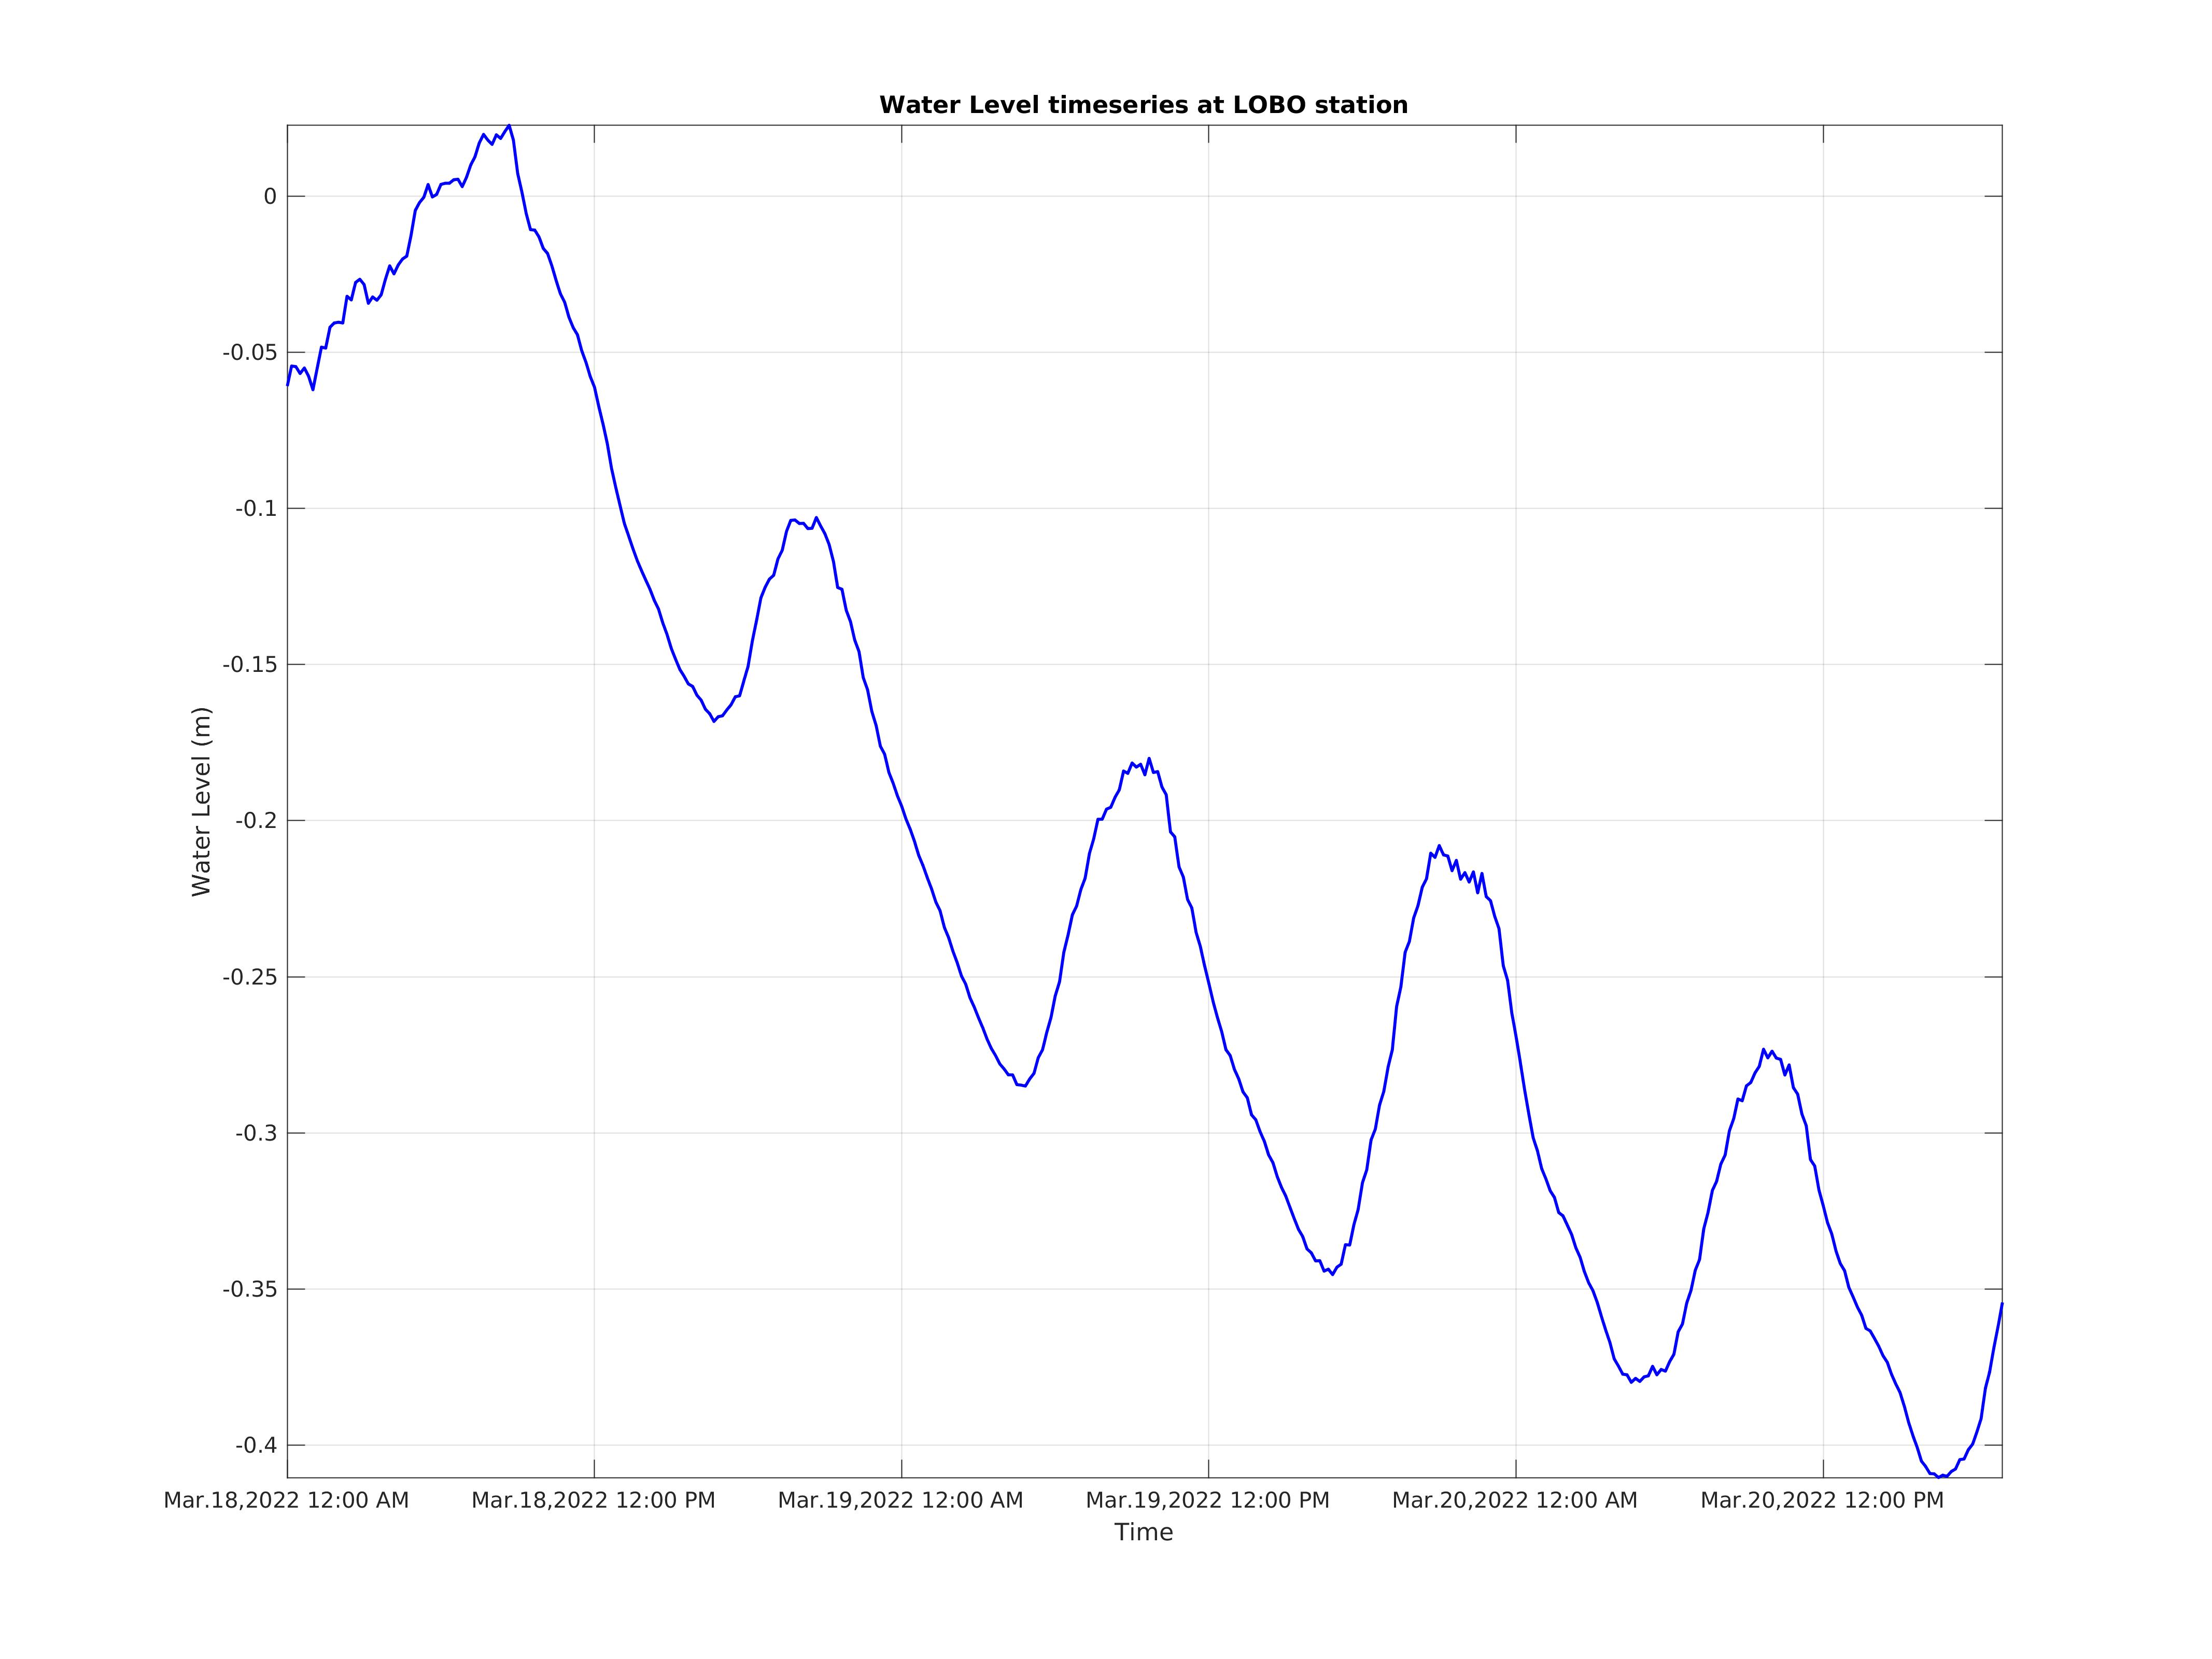 Water Level timeseries at LOBO station
0
-0.05
-0.1
-0.15
-0.2
-0.25
-0.3
-0.35
-0.4
Water Level (m)
Mar.18,2022 12:00 AM
Mar.18,2022 12:00 PM
Mar.19,2022 12:00 AM
Mar.19,2022 12:00 PM
Mar.20,2022 12:00 AM
Mar.20,2022 12:00 PM
Time